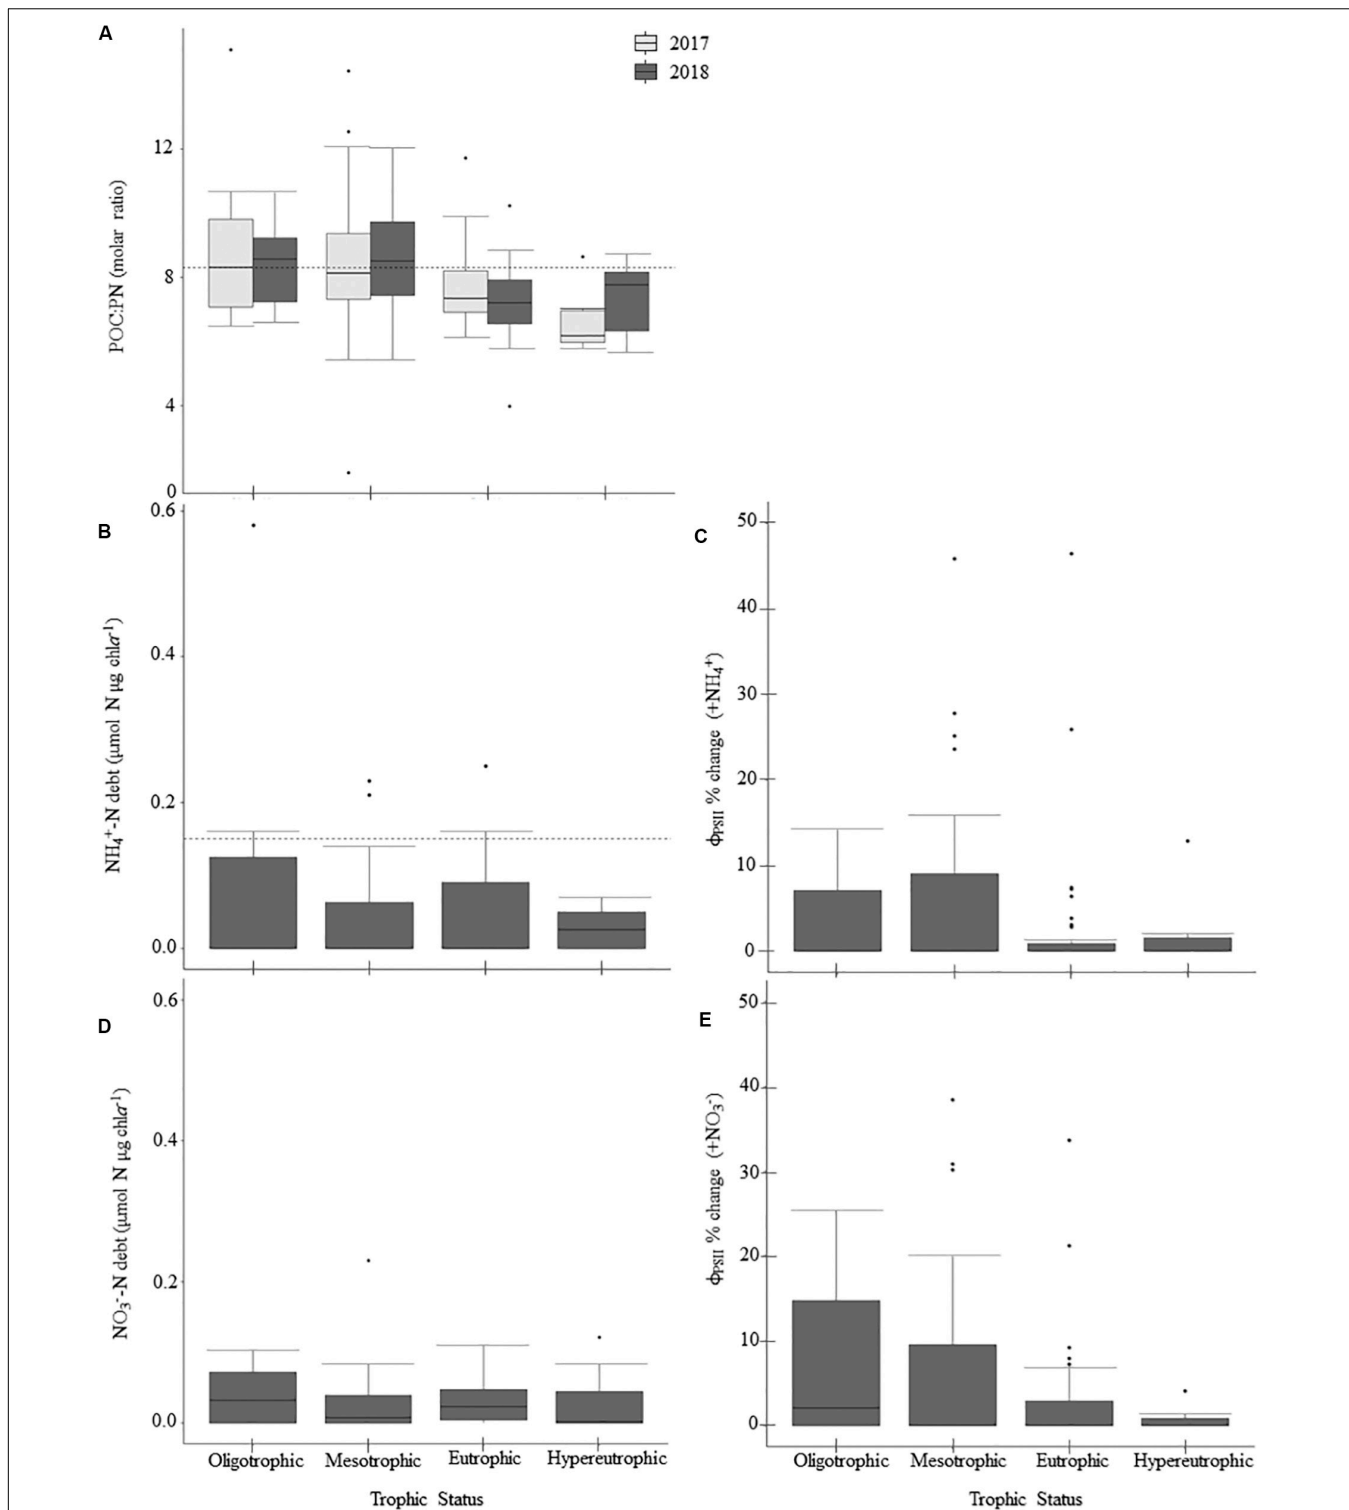 A
2017
2018
POC:PN (molar ratio)
12
8
4
0
B
NH₄⁺-N debt (μmol N μg chla⁻¹)
0.6
0.4
0.2
0.0
C
ΦPSII % change (+NH₄⁺)
50
40
30
20
10
0
D
NO₃⁻-N debt (μmol N μg chla⁻¹)
0.6
0.4
0.2
0.0
Oligotrophic Mesotrophic Eutrophic Hypereutrophic
Trophic Status
E
ΦPSII % change (+NO₃⁻)
50
40
30
20
10
0
Oligotrophic Mesotrophic Eutrophic Hypereutrophic
Trophic Status